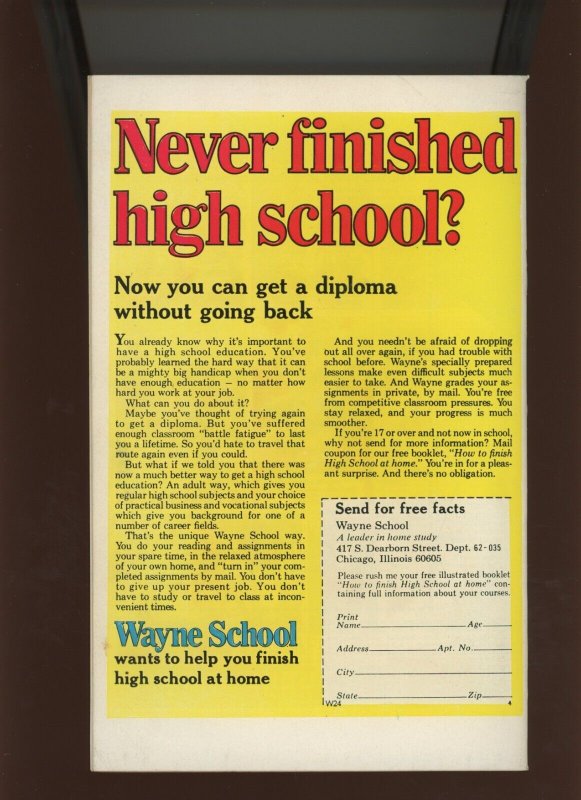 Never finished
high school?
Now you can get a diploma
without going back
You already know why it's important to
have a high school education. You've
probably learned the hard way that it can
be a mighty big handicap when you don't
have enough education — no matter how
hard you work at your job.
What can you do about it?
Maybe you've thought of trying again
to get a diploma. But you've suffered
enough classroom "battle fatigue" to last
you a lifetime. So you'd hate to travel that
route again even if you could.
But what if we told you that there was
now a much better way to get a high school
education? An adult way, which gives you
regular high school subjects and your choice
of practical business and vocational subjects
which give you background for one of a
number of career fields.
That's the unique Wayne School way.
You do your reading and assignments in
your spare time, in the relaxed atmosphere
of your own home, and "turn in" your com-
pleted assignments by mail. You don't have
to give up your present job. You don't
have to study or travel to class at incon-
venient times.
Wayne School
wants to help you finish
high school at home
And you needn't be afraid of dropping
out all over again, if you had trouble with
school before. Wayne's specially prepared
lessons make even difficult subjects much
easier to take. And Wayne grades your as-
signments in private, by mail. You're free
from competitive classroom pressures. You
stay relaxed, and your progress is much
smoother.
If you're 17 or over and not now in school,
why not send for more information? Mail
coupon for our free booklet, "How to finish
High School at home." You're in for a pleas-
ant surprise. And there's no obligation.
Send for free facts
Wayne School
A leader in home study
417 S. Dearborn Street. Dept. 62-035
Chicago, Illinois 60605
Please rush me your free illustrated booklet
"How to finish High School at home" con-
taining full information about your courses.
Print
Name Age
Address Apt. No.
City
State Zip
W24 4